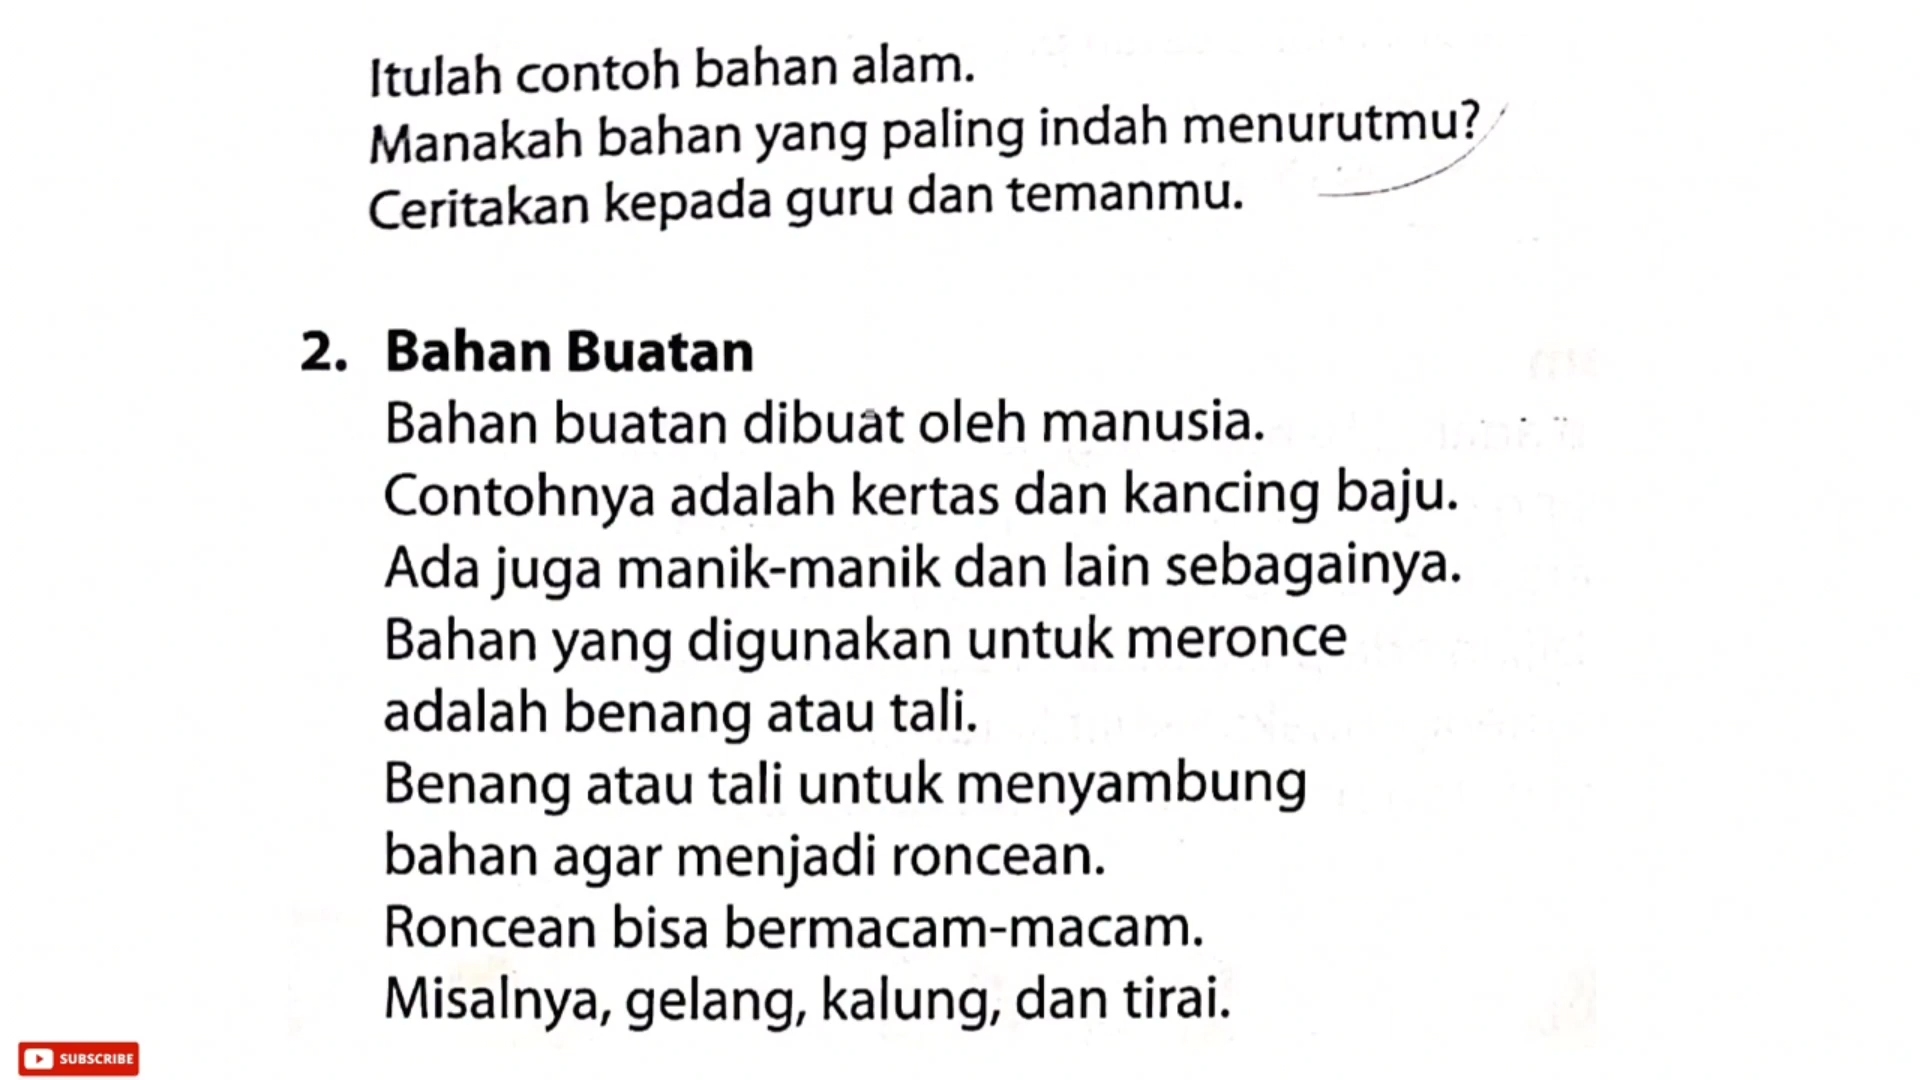 Itulah contoh bahan alam.
Manakah bahan yang paling indah menurutmu?
Ceritakan kepada guru dan temanmu.
2. Bahan Buatan
Bahan buatan dibuat oleh manusia.
Contohnya adalah kertas dan kancing baju.
Ada juga manik-manik dan lain sebagainya.
Bahan yang digunakan untuk meronce
adalah benang atau tali.
Benang atau tali untuk menyambung
bahan agar menjadi roncean.
Roncean bisa bermacam-macam.
Misalnya, gelang, kalung, dan tirai.
SUBSCRIBE